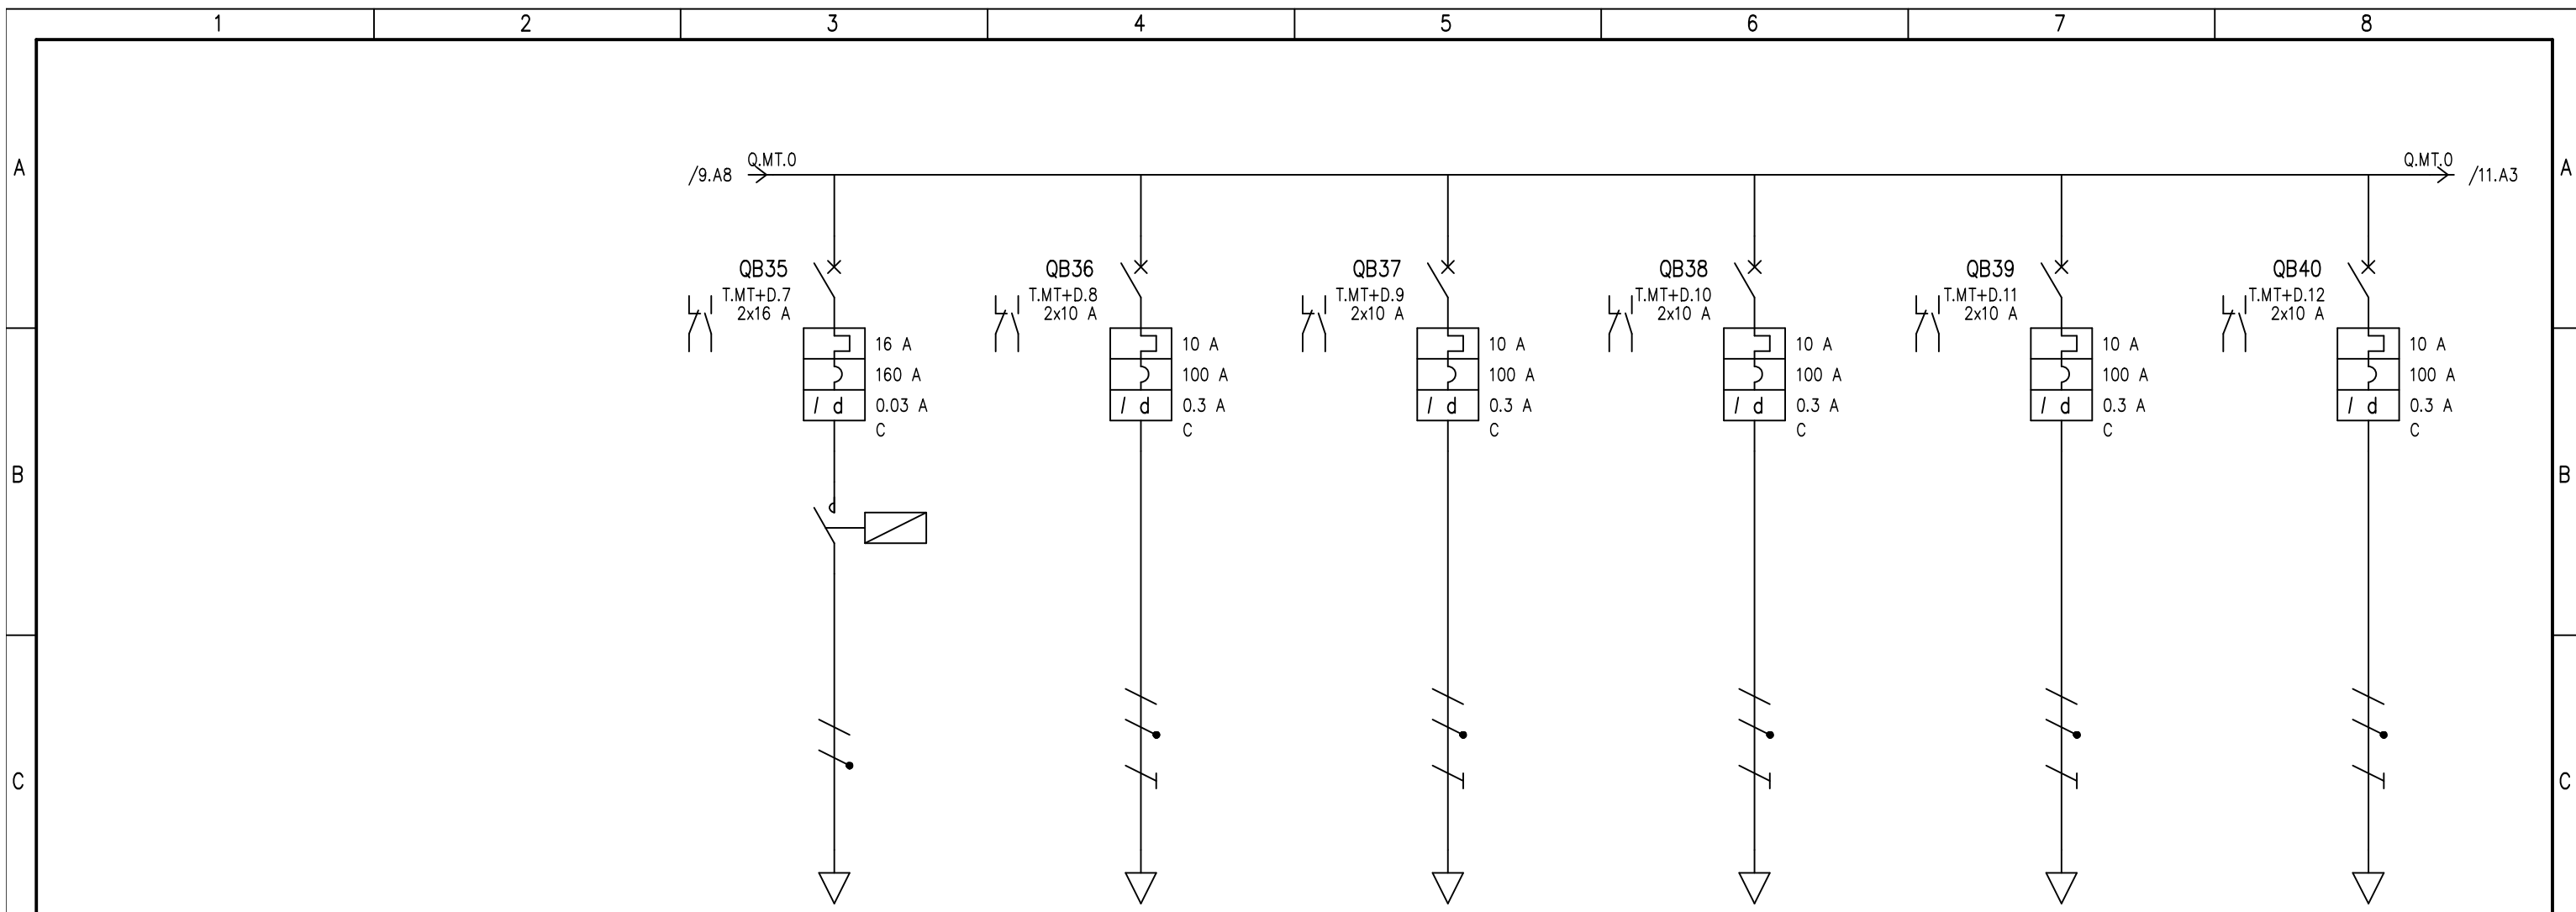 1 2 3 4 5 6 7 8
A A
Q.MT.0 Q.MT.0
/9.A8 /11.A3
QB35 QB36 QB37 QB38 QB39 QB40
T.MT+D.7 T.MT+D.8 T.MT+D.9 T.MT+D.10 T.MT+D.11 T.MT+D.12
2x16 A 2x10 A 2x10 A 2x10 A 2x10 A 2x10 A
16 A 10 A 10 A 10 A 10 A 10 A
160 A 100 A 100 A 100 A 100 A 100 A
I d 0.03 A I d 0.3 A I d 0.3 A I d 0.3 A I d 0.3 A I d 0.3 A
C C C C C C
B B
C C